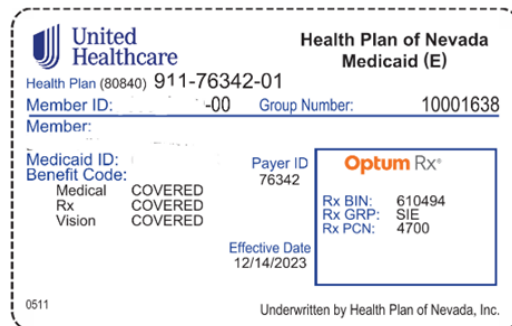 United
Healthcare
Health Plan of Nevada
Medicaid (E)
Health Plan (80840) 911-76342-01
Member ID: -00 Group Number: 10001638
Member:
Medicaid ID:
Benefit Code:
Medical COVERED
Rx COVERED
Vision COVERED
Payer ID
76342
Effective Date
12/14/2023
Optum Rx®
Rx BIN: 610494
Rx GRP: SIE
Rx PCN: 4700
0511
Underwritten by Health Plan of Nevada, Inc.